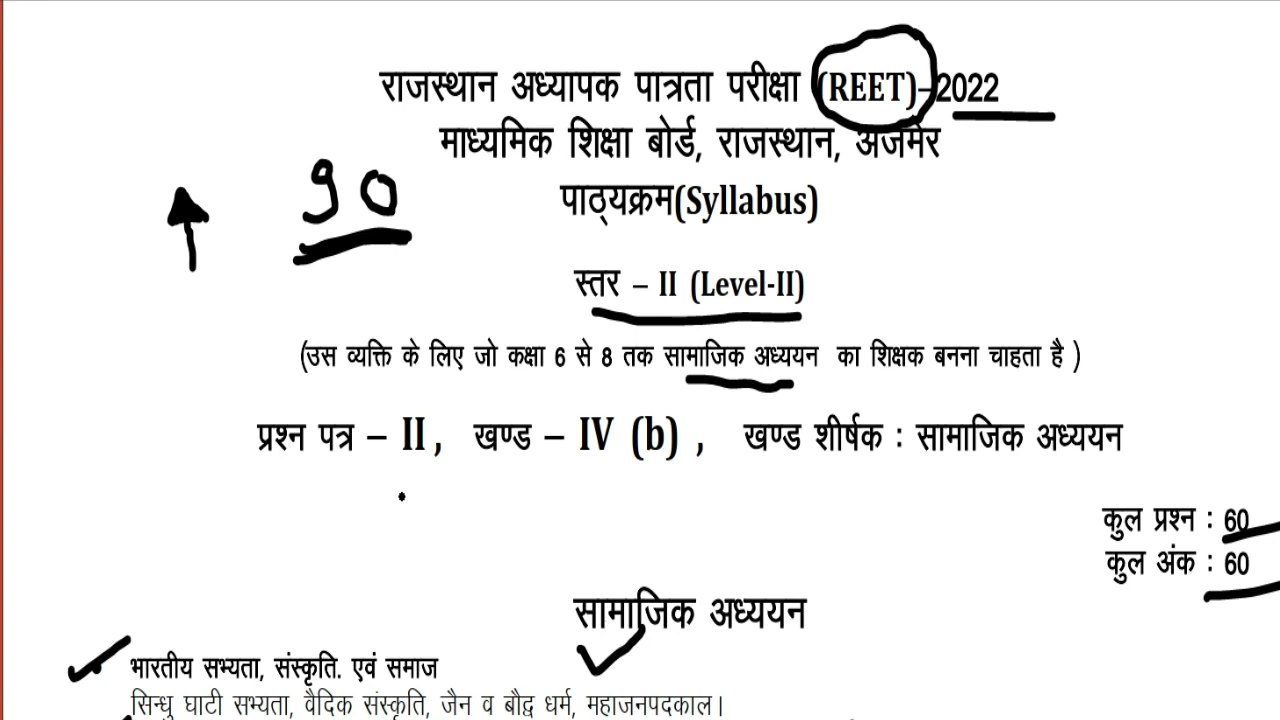 राजस्थान अध्यापक पात्रता परीक्षा (REET)-2022
माध्यमिक शिक्षा बोर्ड, राजस्थान, अजमेर
90
पाठ्यक्रम(Syllabus)
स्तर – II (Level-II)
(उस व्यक्ति के लिए जो कक्षा 6 से 8 तक सामाजिक अध्ययन का शिक्षक बनना चाहता है )
प्रश्न पत्र – II , खण्ड – IV (b) , खण्ड शीर्षक : सामाजिक अध्ययन
कुल प्रश्न : 60
कुल अंक : 60
सामाजिक अध्ययन
भारतीय सभ्यता, संस्कृति. एवं समाज
सिन्धु घाटी सभ्यता, वैदिक संस्कृति, जैन व बौद्व धर्म, महाजनपदकाल।